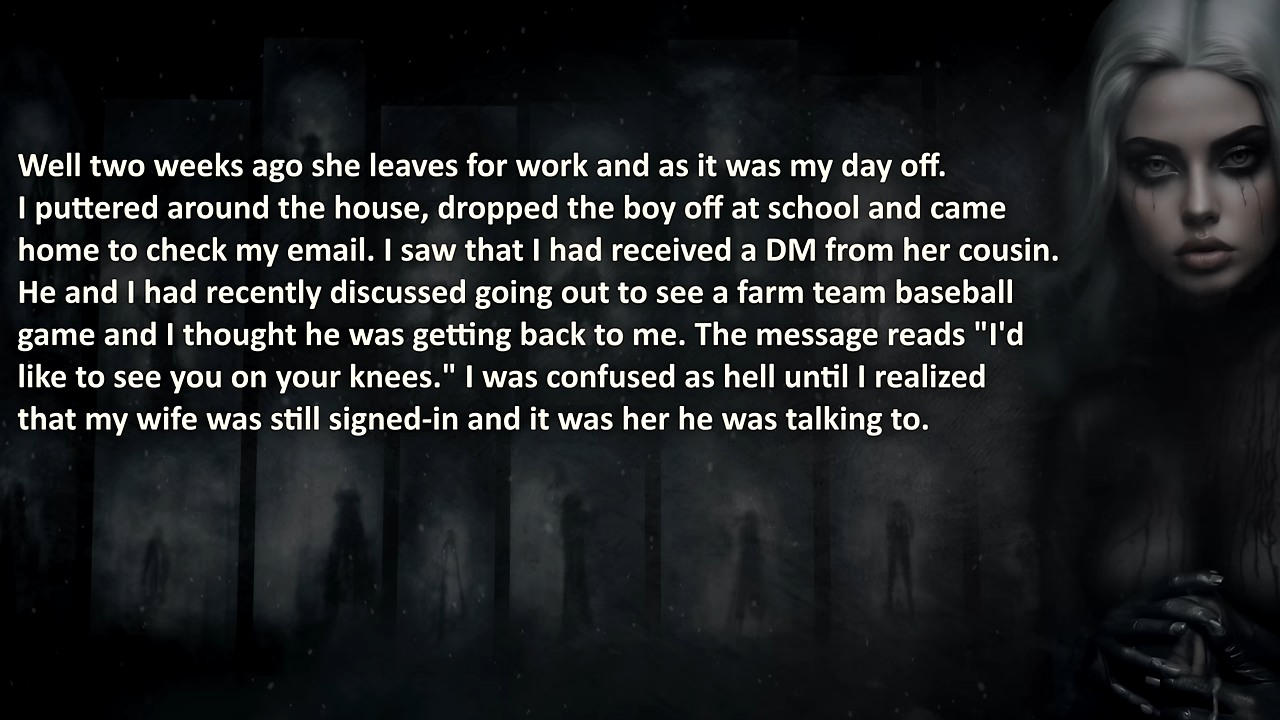 Well two weeks ago she leaves for work and as it was my day off.
I puttered around the house, dropped the boy off at school and came
home to check my email. I saw that I had received a DM from her cousin.
He and I had recently discussed going out to see a farm team baseball
game and I thought he was getting back to me. The message reads "I'd
like to see you on your knees." I was confused as hell until I realized
that my wife was still signed-in and it was her he was talking to.